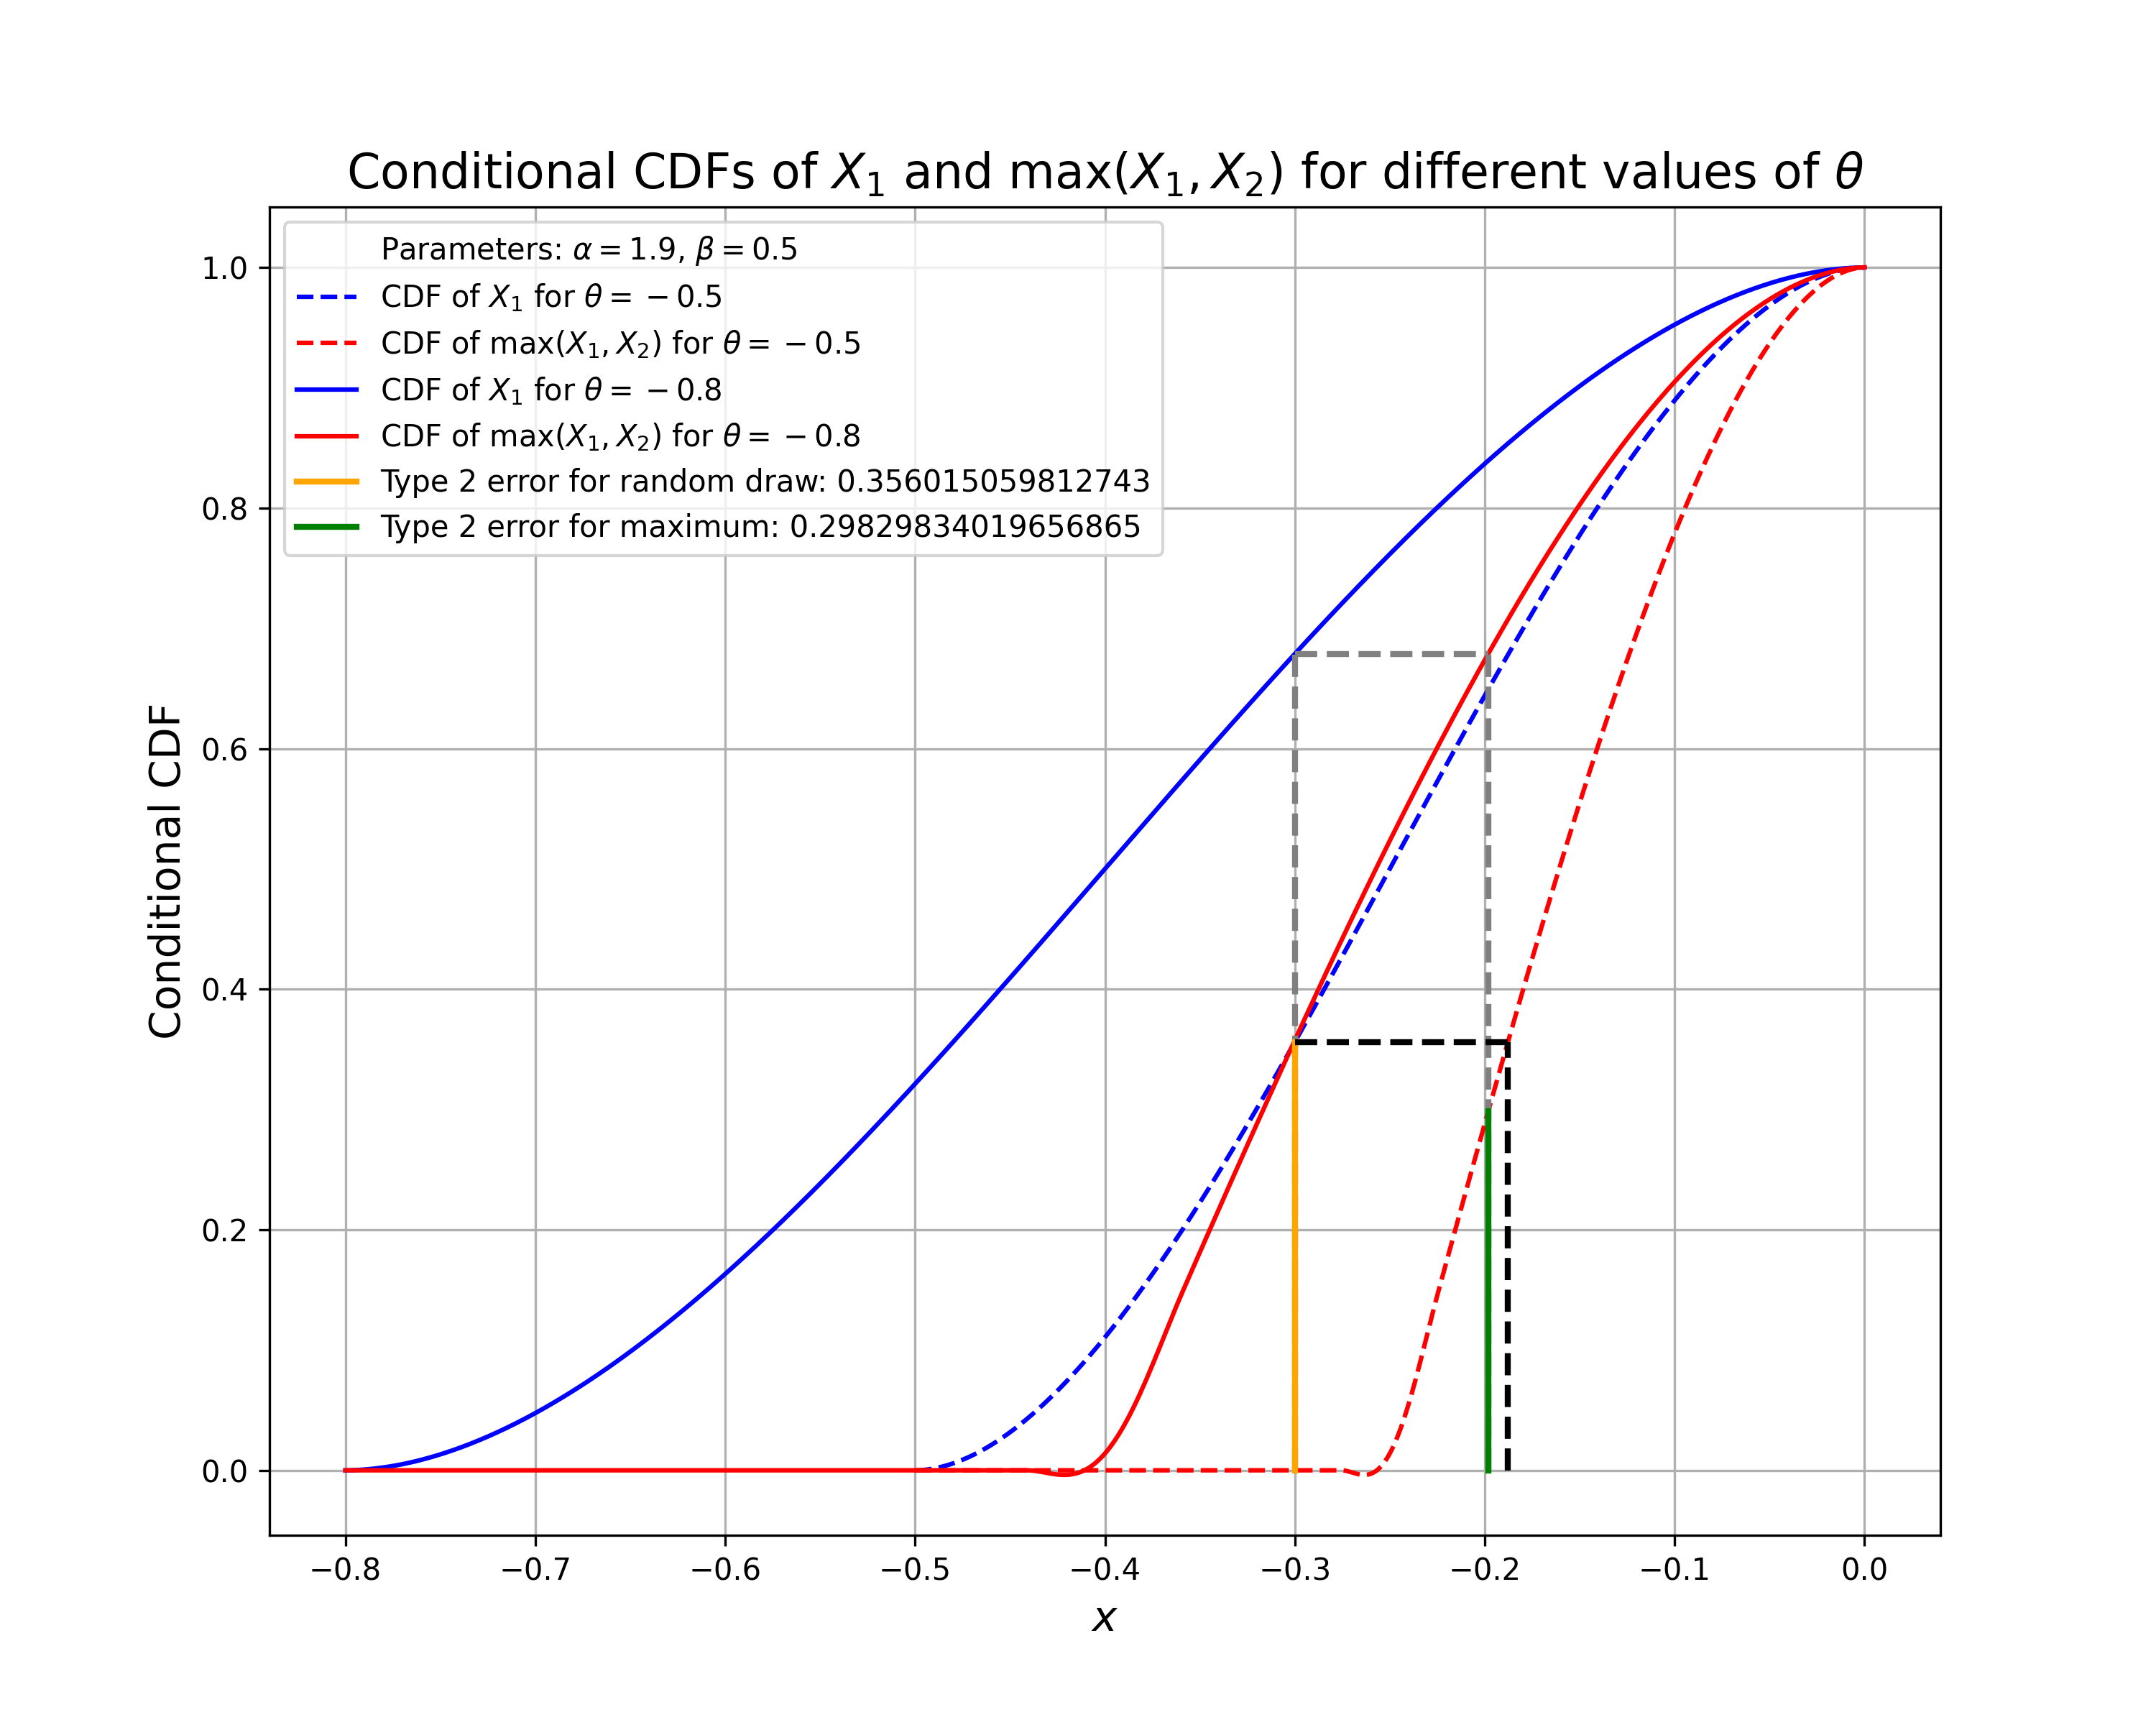 Conditional CDFs of X₁ and max(X₁, X₂) for different values of θ
Parameters: α = 1.9, β = 0.5
CDF of X₁ for θ = −0.5
CDF of max(X₁, X₂) for θ = −0.5
CDF of X₁ for θ = −0.8
CDF of max(X₁, X₂) for θ = −0.8
Type 2 error for random draw: 0.356015059812743
Type 2 error for maximum: 0.29829834019656865
Conditional CDF
1.0
0.8
0.6
0.4
0.2
0.0
−0.8 −0.7 −0.6 −0.5 −0.4 −0.3 −0.2 −0.1 0.0
x